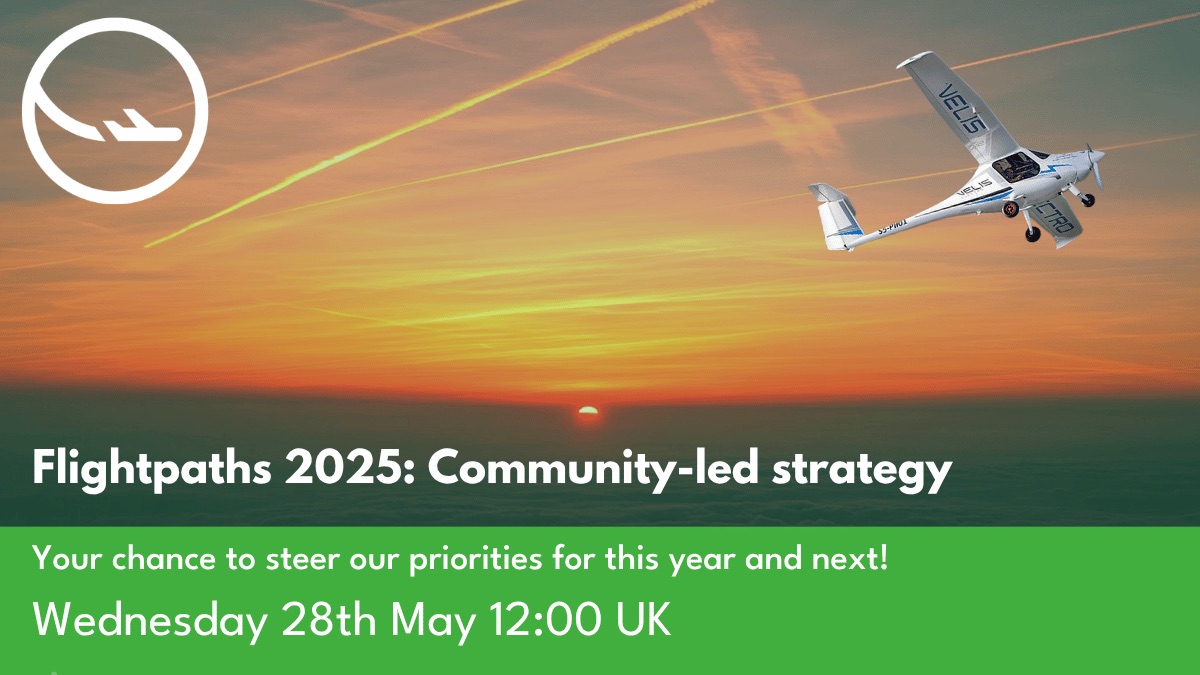 VELIS
VELIS
CTRO
Flightpaths 2025: Community-led strategy
Your chance to steer our priorities for this year and next!
Wednesday 28th May 12:00 UK